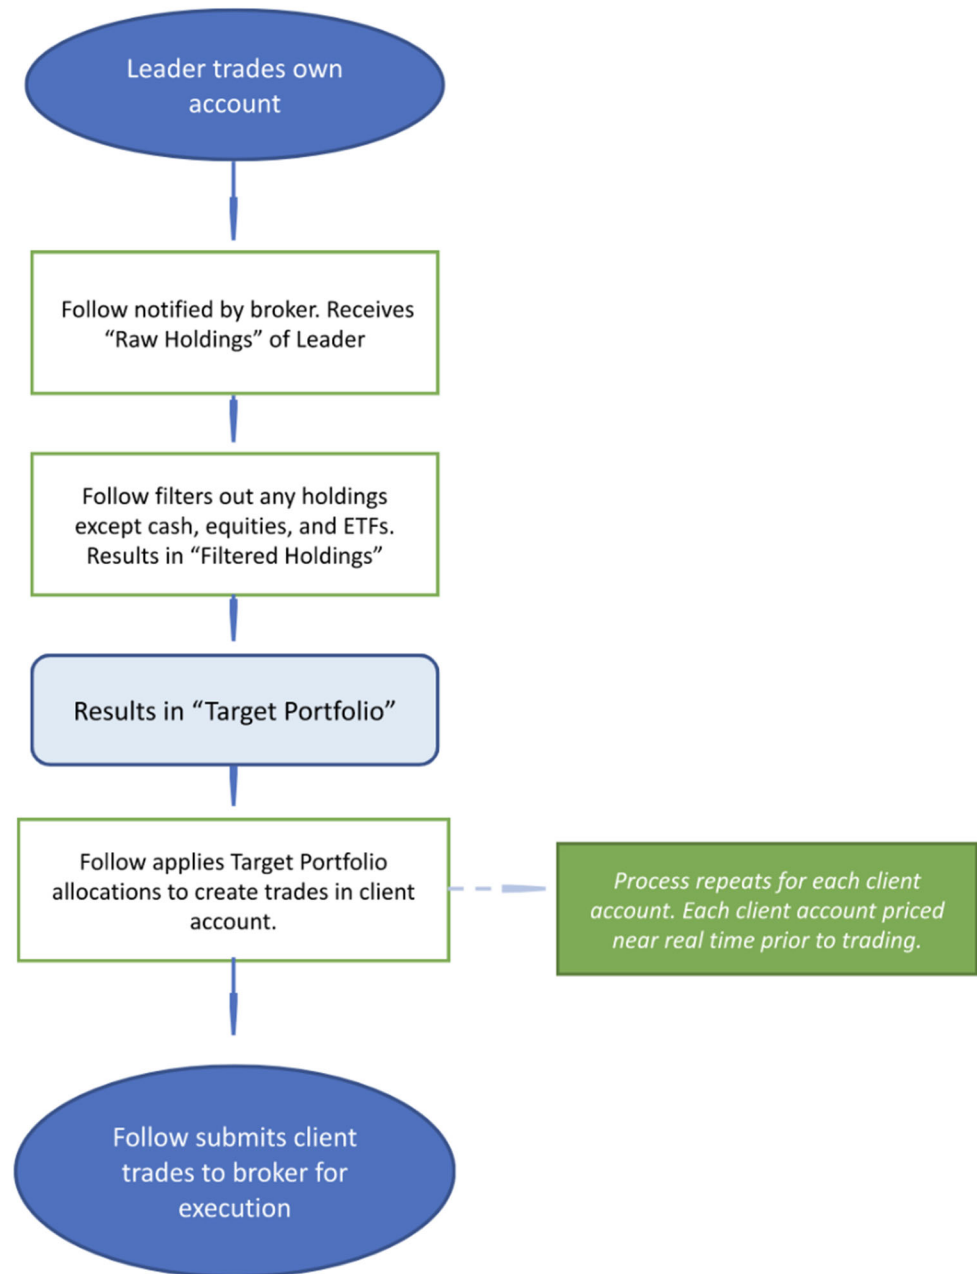 Leader trades own
account
Follow notified by broker. Receives
“Raw Holdings” of Leader
Follow filters out any holdings
except cash, equities, and ETFs.
Results in “Filtered Holdings”
Results in “Target Portfolio”
Follow applies Target Portfolio
allocations to create trades in client
account.
Process repeats for each client
account. Each client account priced
near real time prior to trading.
Follow submits client
trades to broker for
execution